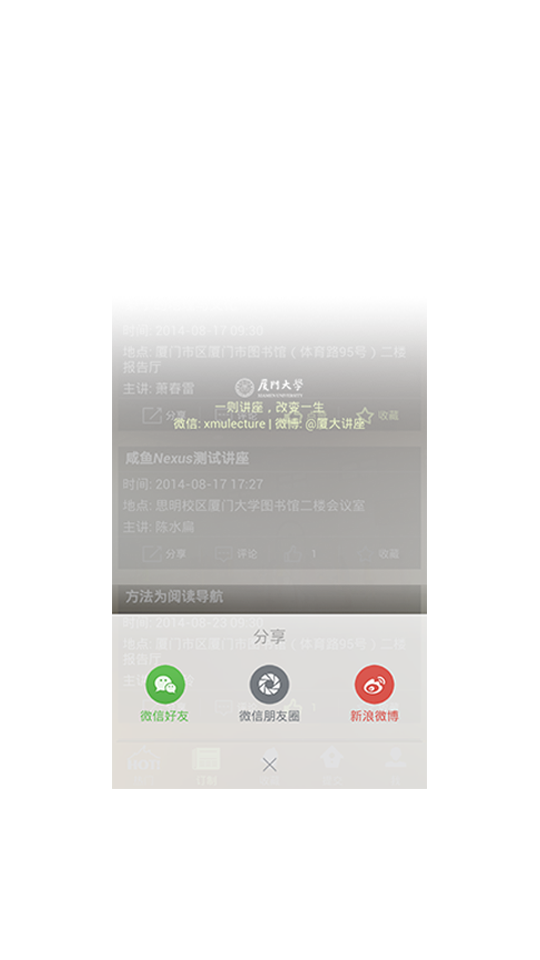 时间: 2014-08-17 09:30
地点: 厦门市区厦门市图书馆（体育路95号）二楼
报告厅
主讲: 萧春雷
厦门大学
XIAMEN UNIVERSITY
一则讲座，改变一生
分享 评论 收藏
微信: xmulecture | 微博: @厦大讲座
咸鱼Nexus测试讲座
时间: 2014-08-17 17:27
地点: 思明校区厦门大学图书馆二楼会议室
主讲: 陈水扁
分享 评论 1 收藏
方法为阅读导航
时间: 2014-08-23 09:30
分享
地点: 厦门市区厦门市图书馆（体育路95号）二楼
报告厅
主讲:
1
微信好友 微信朋友圈 新浪微博
订制